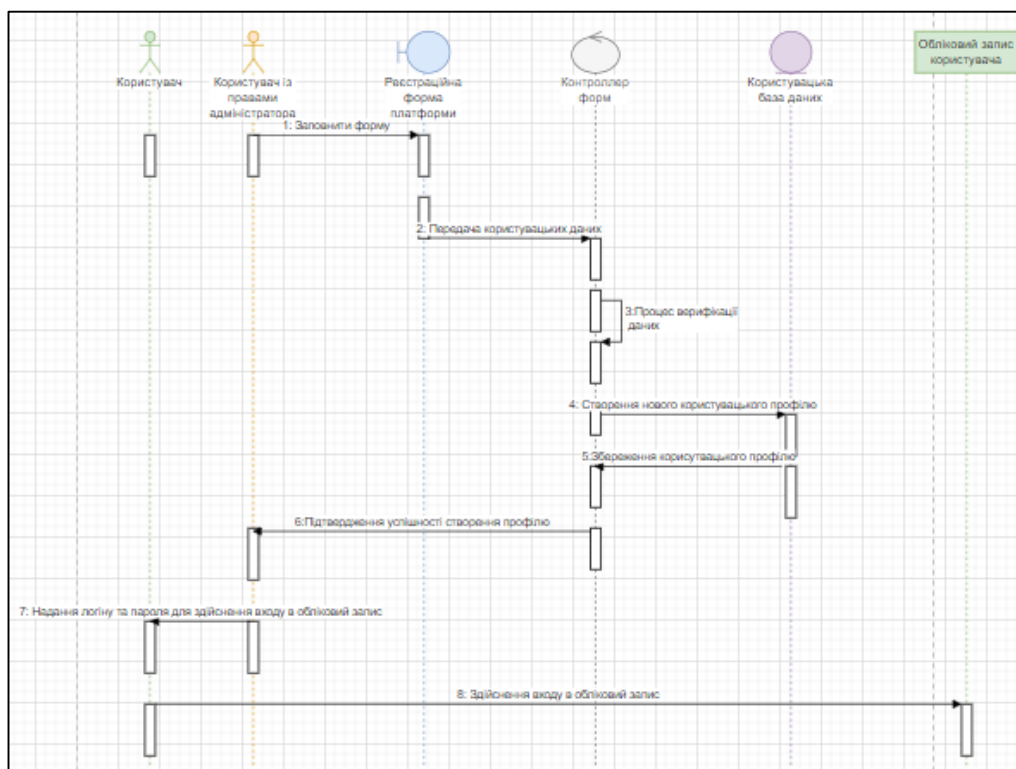 Користувач
Користувач із
правами
адміністратора
Реєстраційна
форма
платформи
Контроллер
форм
Користувацька
база даних
Обліковий запис
користувача
1: Заповнити форму
2: Передача користувацьких даних
3:Процес верифікації
даних
4: Створення нового користувацького профілю
5:Збереження корисутвацького профілю
6:Підтвердження успішності створення профілю
7: Надання логіну та пароля для здійснення входу в обліковий запис
8: Здійснення входу в обліковий запис